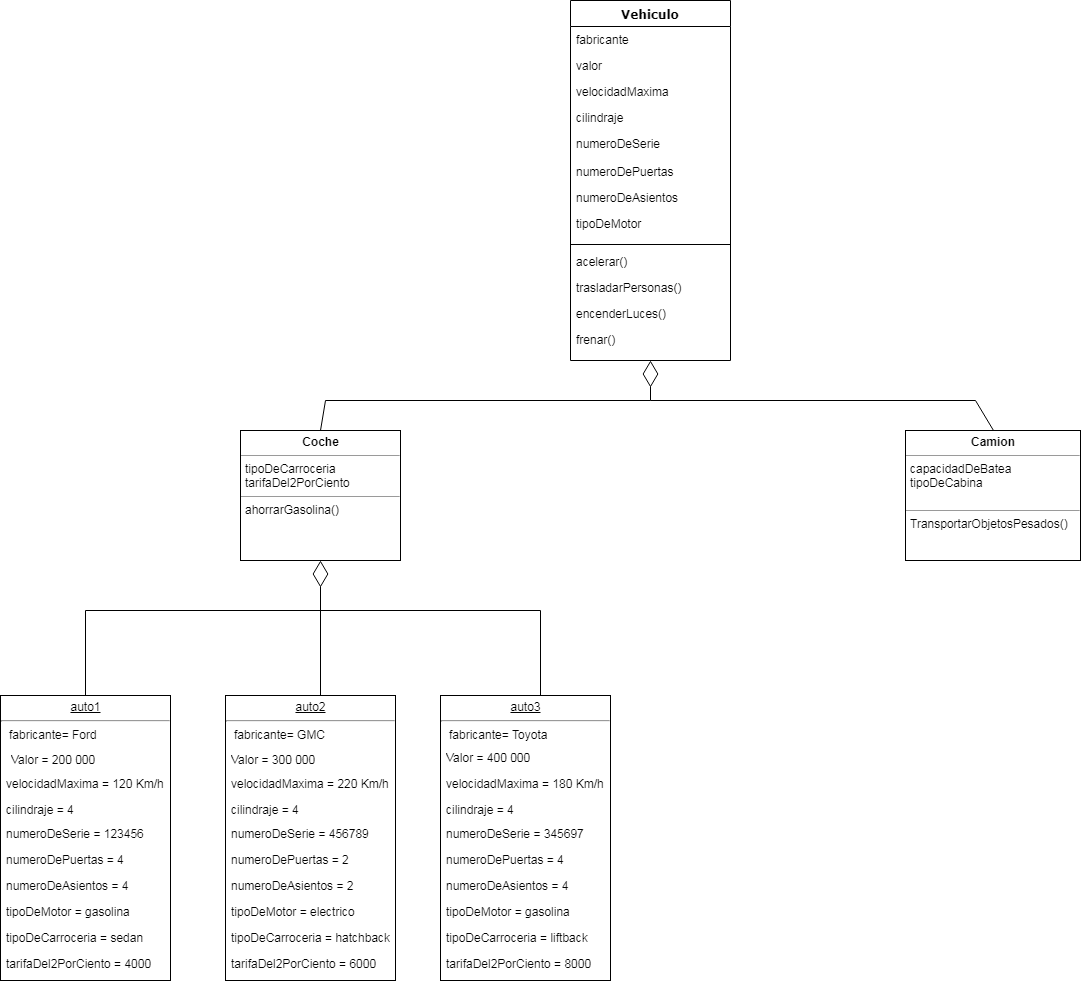 Vehiculo
fabricante
valor
velocidadMaxima
cilindraje
numeroDeSerie
numeroDePuertas
numeroDeAsientos
tipoDeMotor
acelerar()
trasladarPersonas()
encenderLuces()
frenar()
Coche
tipoDeCarroceria
tarifaDel2PorCiento
ahorrarGasolina()
Camion
capacidadDeBatea
tipoDeCabina
TransportarObjetosPesados()
auto1
fabricante= Ford
Valor = 200 000
velocidadMaxima = 120 Km/h
cilindraje = 4
numeroDeSerie = 123456
numeroDePuertas = 4
numeroDeAsientos = 4
tipoDeMotor = gasolina
tipoDeCarroceria = sedan
tarifaDel2PorCiento = 4000
auto2
fabricante= GMC
Valor = 300 000
velocidadMaxima = 220 Km/h
cilindraje = 4
numeroDeSerie = 456789
numeroDePuertas = 2
numeroDeAsientos = 2
tipoDeMotor = electrico
tipoDeCarroceria = hatchback
tarifaDel2PorCiento = 6000
auto3
fabricante= Toyota
Valor = 400 000
velocidadMaxima = 180 Km/h
cilindraje = 4
numeroDeSerie = 345697
numeroDePuertas = 4
numeroDeAsientos = 4
tipoDeMotor = gasolina
tipoDeCarroceria = liftback
tarifaDel2PorCiento = 8000